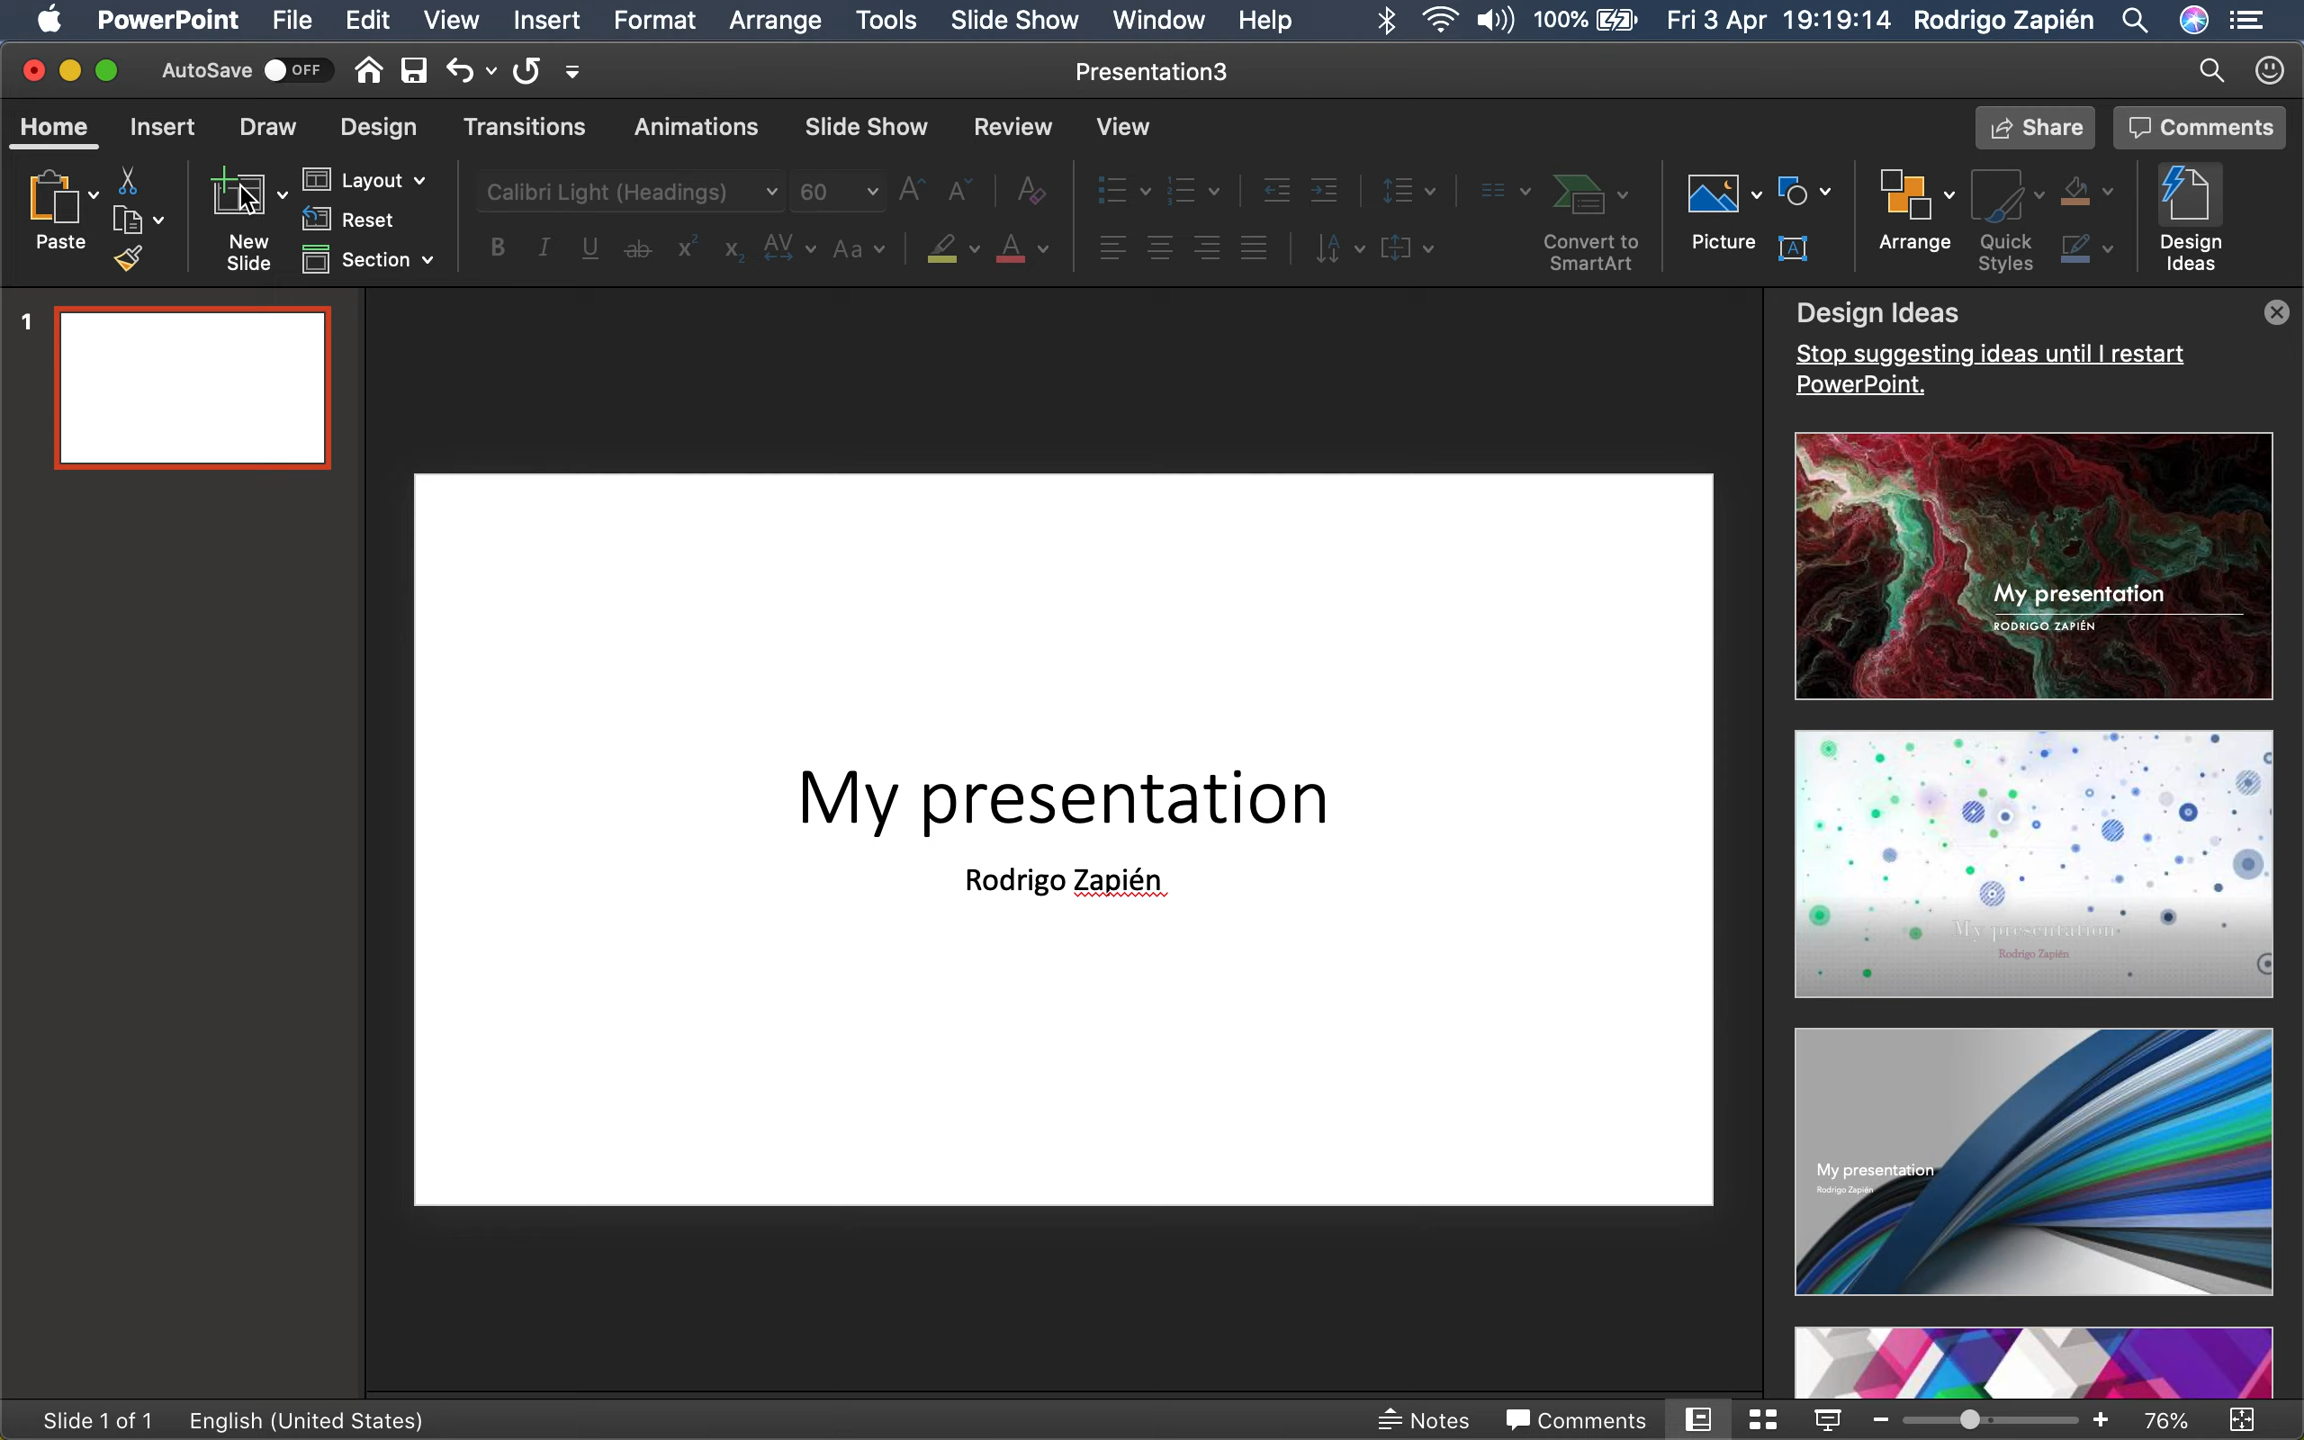 PowerPoint File Edit View Insert Format Arrange Tools Slide Show Window Help 100% Fri 3 Apr 19:19:14 Rodrigo Zapién
AutoSave OFF Presentation3
Home Insert Draw Design Transitions Animations Slide Show Review View Share Comments
Paste
New
Slide
Layout
Reset
Section
Calibri Light (Headings) 60
Convert to
SmartArt
Picture
Arrange
Quick
Styles
Design
Ideas
1
My presentation
Rodrigo Zapién
Design Ideas
Stop suggesting ideas until I restart
PowerPoint.
My presentation
RODRIGO ZAPIÉN
My presentation
Rodrigo Zapién
My presentation
Rodrigo Zapién
Slide 1 of 1 English (United States) Notes Comments 76%